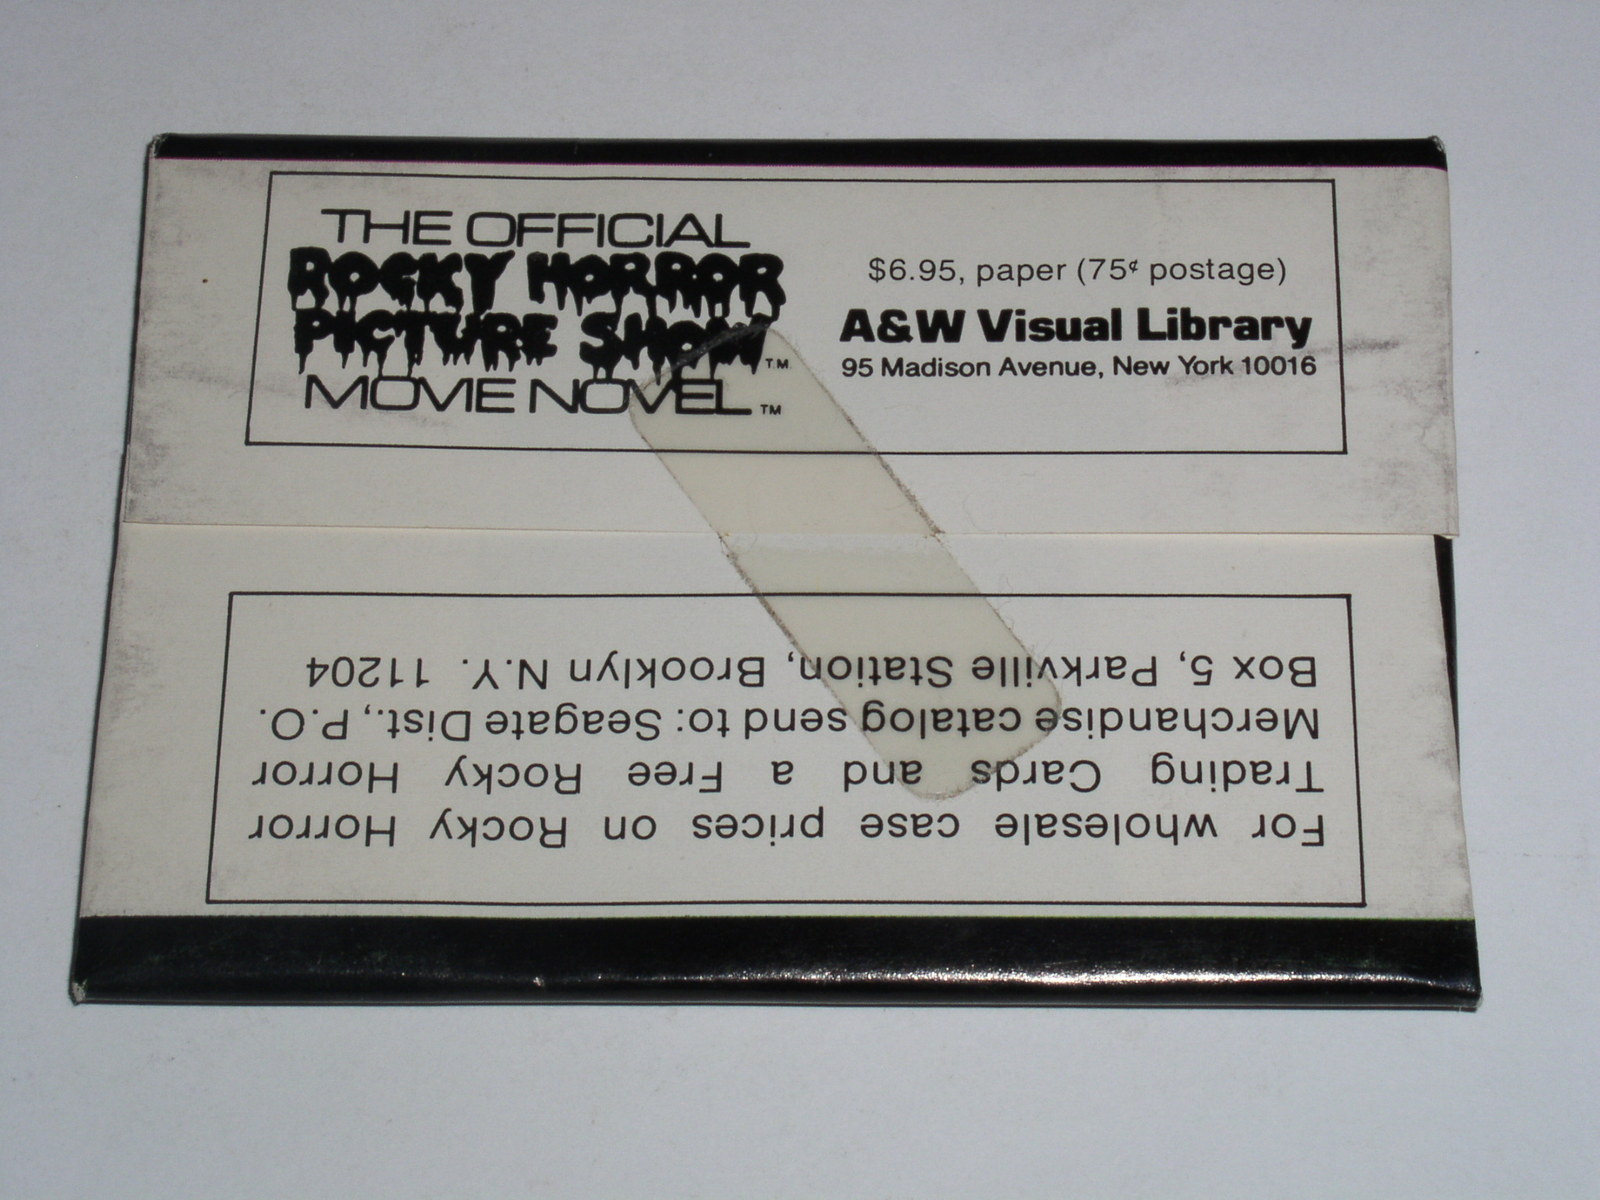 THE OFFICIAL
ROCKY HORROR
PICTURE SHOW™
MOVIE NOVEL™
$6.95, paper (75¢ postage)
A&W Visual Library
95 Madison Avenue, New York 10016
For wholesale case prices on Rocky Horror
Trading Cards and a Free Rocky Horror
Merchandise catalog send to: Seagate Dist., P.O.
Box 5, Parkville Station, Brooklyn N.Y. 11204